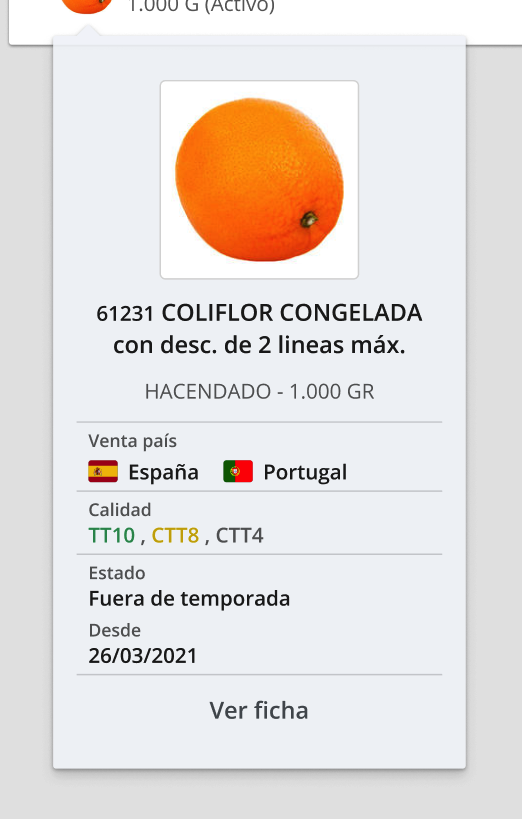 1.000 G (Activo)
61231 COLIFLOR CONGELADA
con desc. de 2 lineas máx.
HACENDADO - 1.000 GR
Venta país
España Portugal
Calidad
TT10 , CTT8 , CTT4
Estado
Fuera de temporada
Desde
26/03/2021
Ver ficha